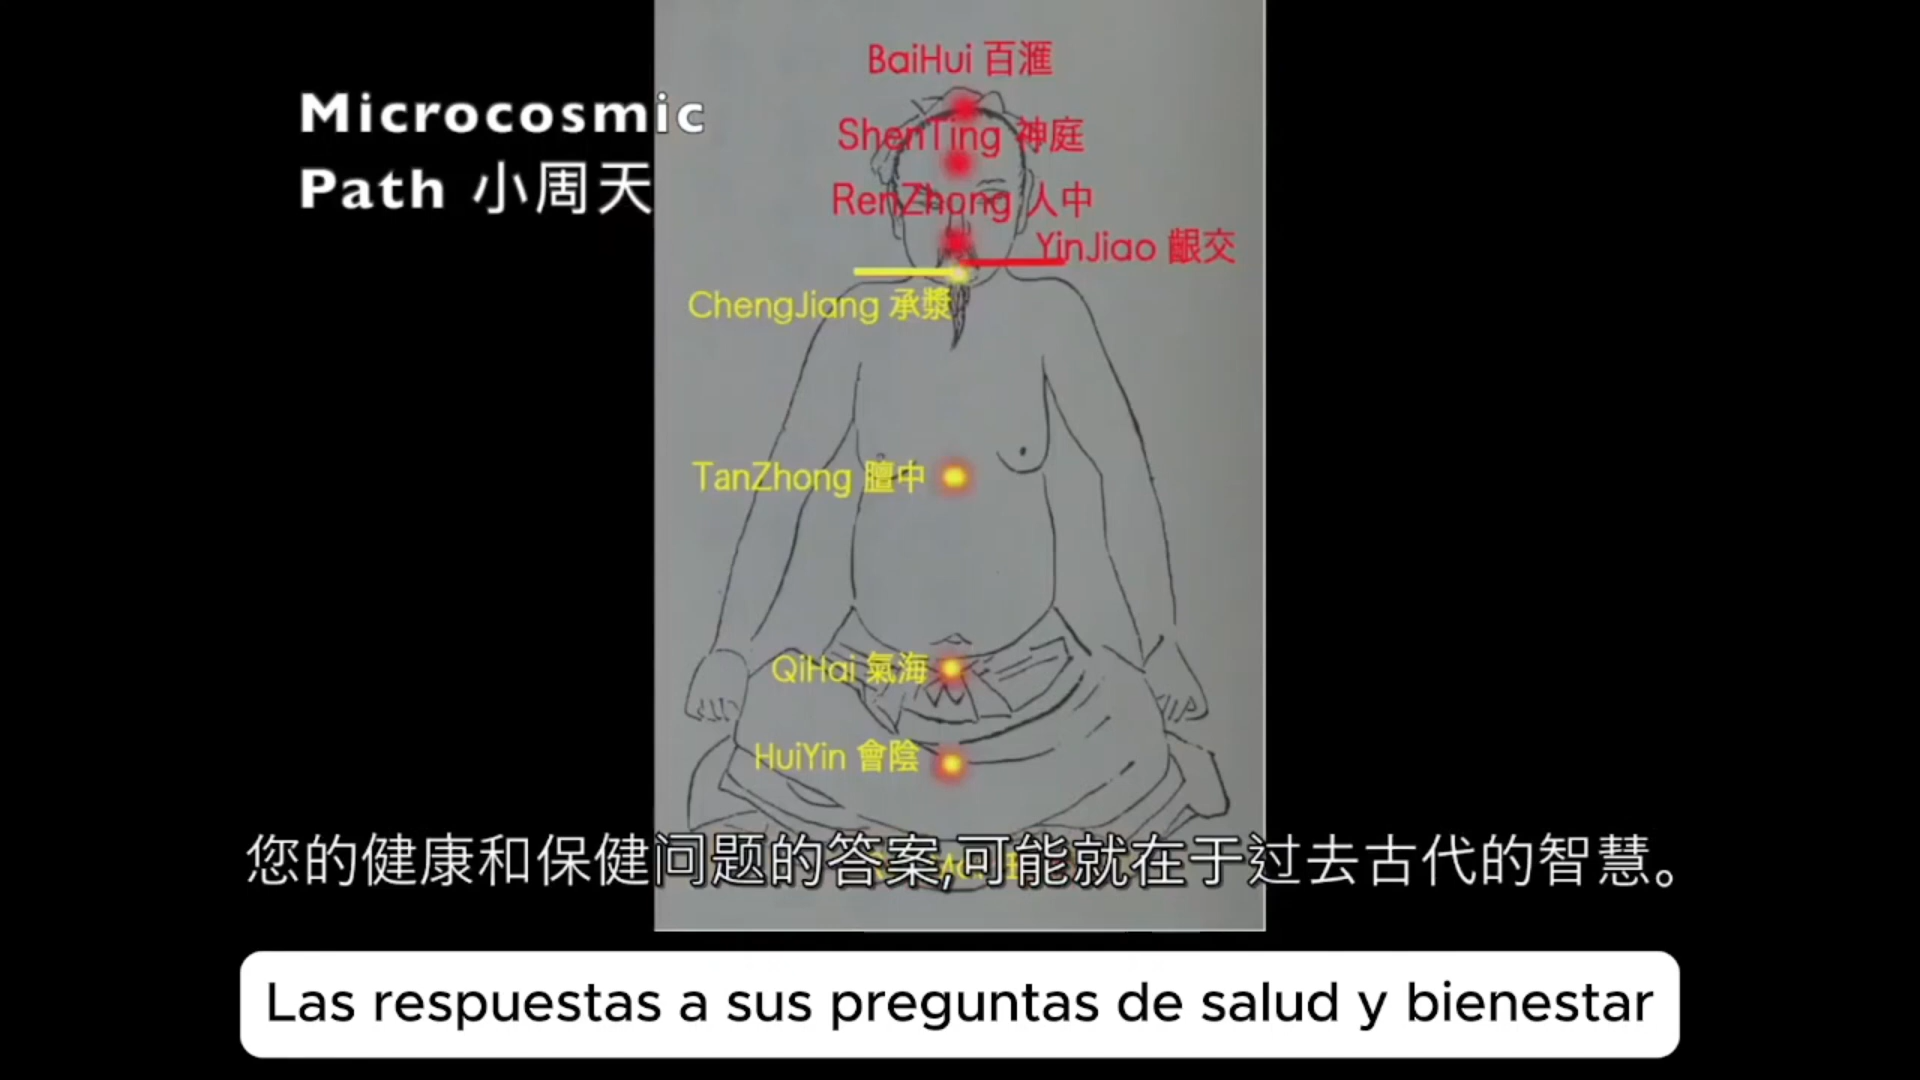 Microcosmic
Path 小周天
BaiHui 百滙
ShenTing 神庭
RenZhong 人中
YinJiao 齦交
ChengJiang 承漿
TanZhong 膻中
QiHai 氣海
HuiYin 會陰
您的健康和保健问题的答案,可能就在于过去古代的智慧。
Las respuestas a sus preguntas de salud y bienestar